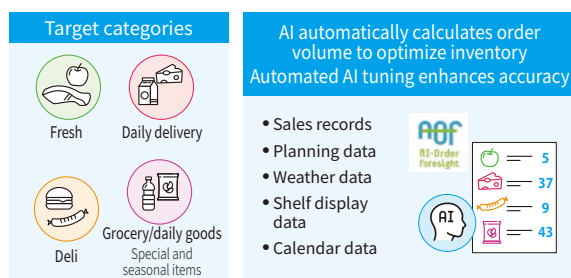 Target categories
Fresh
Daily delivery
Deli
Grocery/daily goods
Special and
seasonal items
AI automatically calculates order
volume to optimize inventory
Automated AI tuning enhances accuracy
• Sales records
• Planning data
• Weather data
• Shelf display
data
• Calendar data
AOF
AI-Order
foresight
AI
5
37
9
43